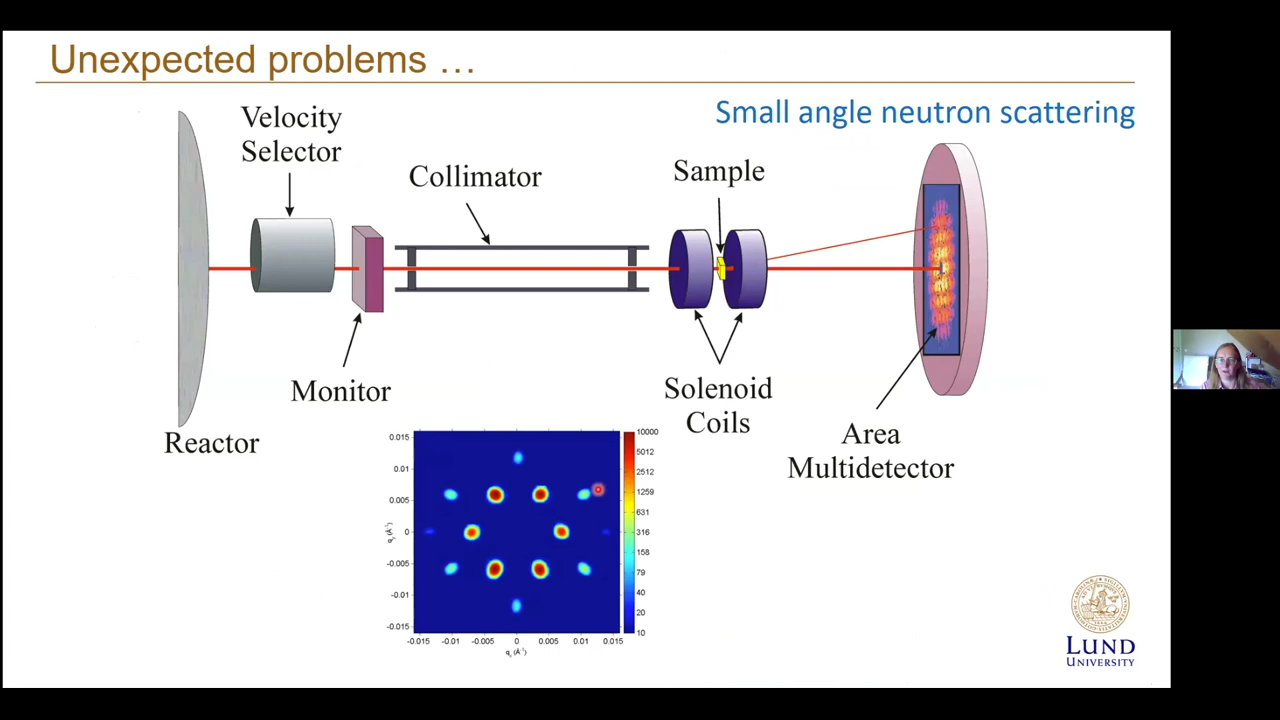 Unexpected problems …
Small angle neutron scattering
Velocity
Selector
Collimator
Sample
Monitor
Reactor
Solenoid
Coils
Area
Multidetector
0.015
0.01
0.005
0
-0.005
-0.01
-0.015
-0.015
-0.01
-0.005
0
0.005
0.01
0.015
10000
5012
2512
1259
631
316
158
79
40
20
10
LUND
UNIVERSITY